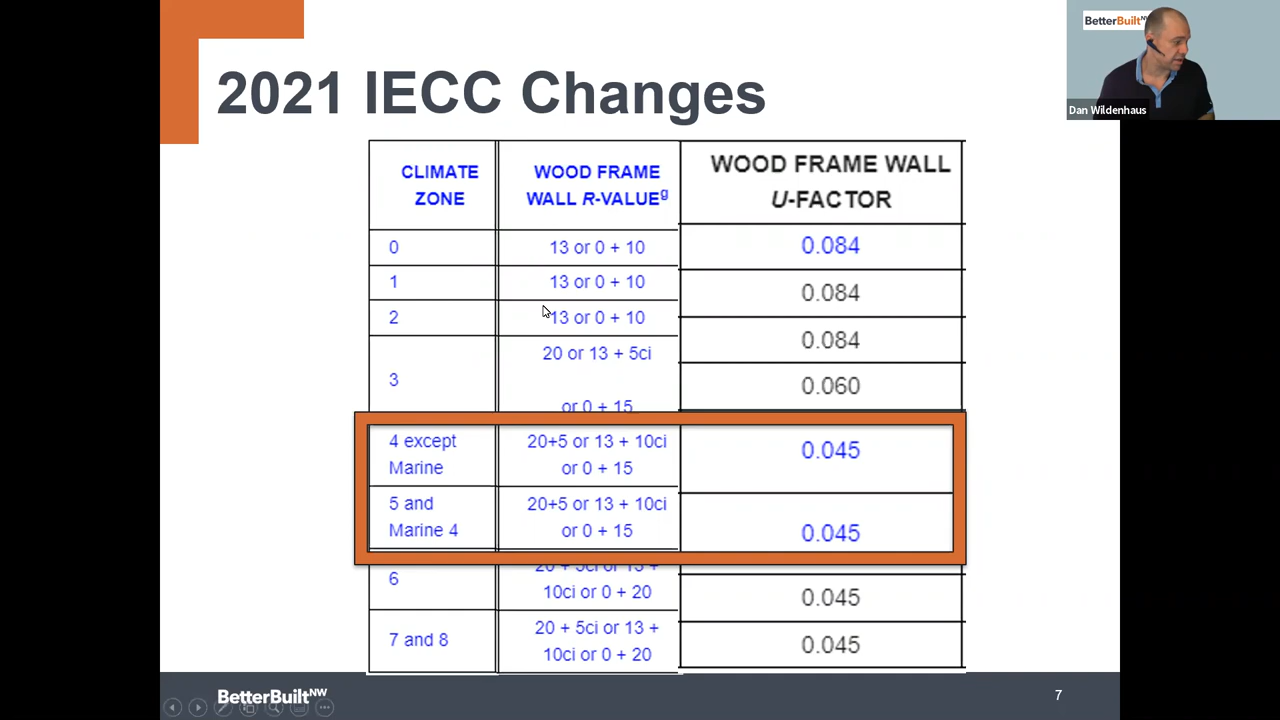 BetterBuiltNW
Dan Wildenhaus
2021 IECC Changes
CLIMATE ZONE
WOOD FRAME WALL R-VALUEg
WOOD FRAME WALL U-FACTOR
0
13 or 0 + 10
0.084
1
13 or 0 + 10
0.084
2
13 or 0 + 10
0.084
3
20 or 13 + 5ci
or 0 + 15
0.060
4 except
Marine
20+5 or 13 + 10ci
or 0 + 15
0.045
5 and
Marine 4
20+5 or 13 + 10ci
or 0 + 15
0.045
6
20 + 5ci or 13 +
10ci or 0 + 20
0.045
7 and 8
20 + 5ci or 13 +
10ci or 0 + 20
0.045
BetterBuiltNW
7